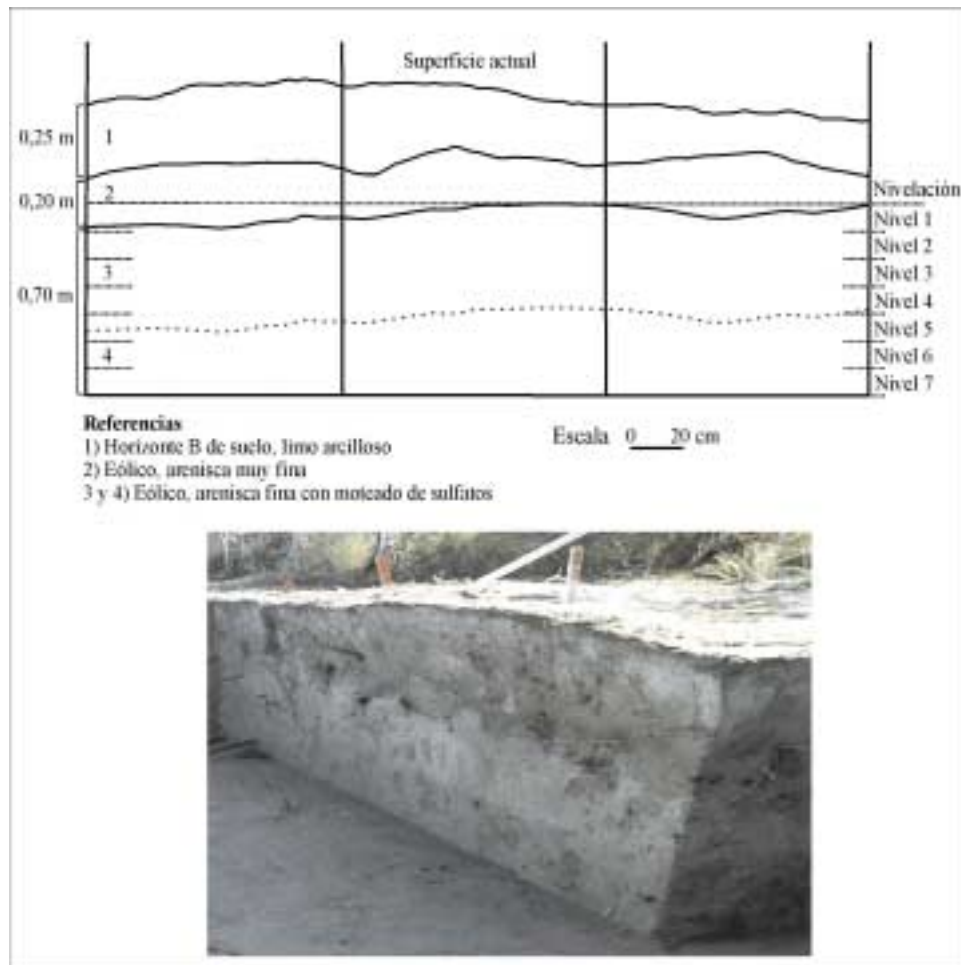 Superficie actual
0,25 m
1
0,20 m
2
Nivelación
Nivel 1
Nivel 2
0,70 m
3
Nivel 3
Nivel 4
Nivel 5
4
Nivel 6
Nivel 7
Referencias
1) Horizonte B de suelo, limo arcilloso
2) Eólico, arenisca muy fina
3 y 4) Eólico, arenisca fina con moteado de sulfatos
Escala 0 20 cm